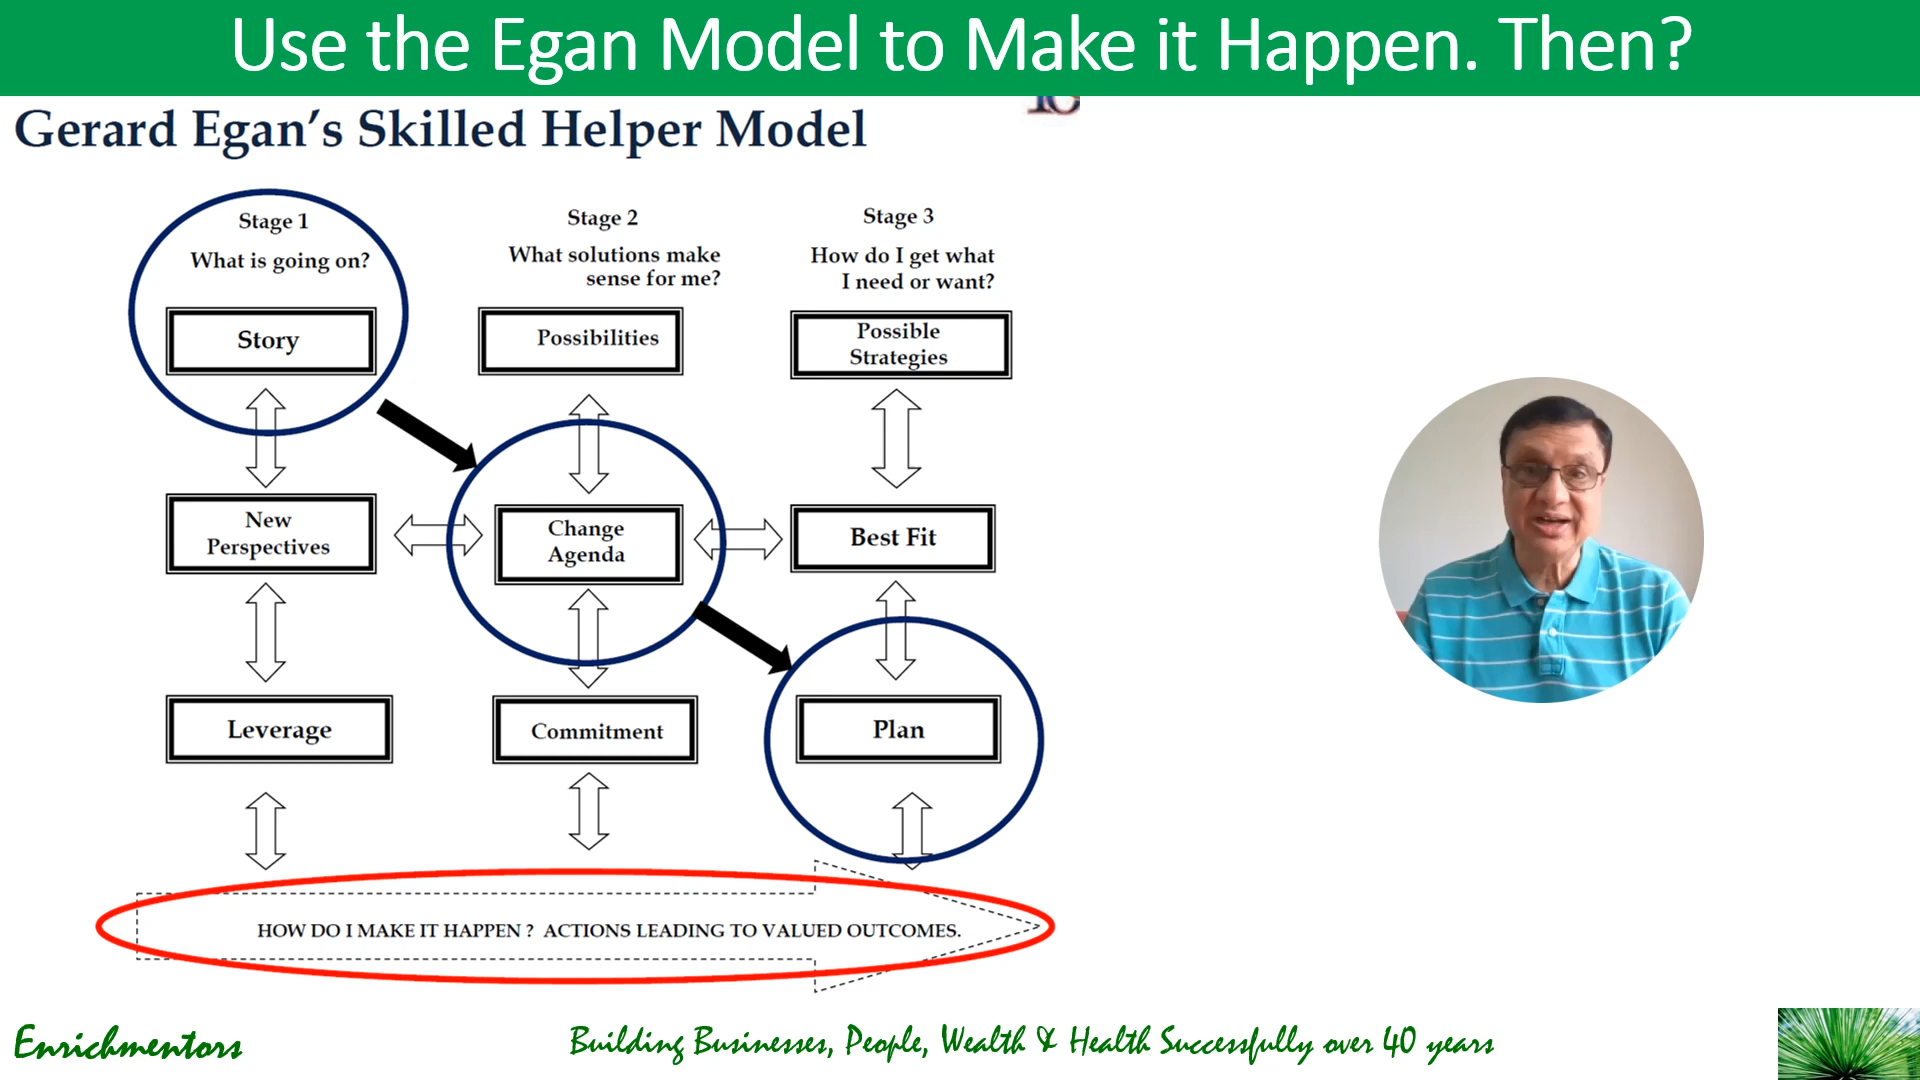 Use the Egan Model to Make it Happen. Then?
Gerard Egan's Skilled Helper Model
Stage 1
What is going on?
Story
New
Perspectives
Leverage
Stage 2
What solutions make
sense for me?
Possibilities
Change
Agenda
Commitment
Stage 3
How do I get what
I need or want?
Possible
Strategies
Best Fit
Plan
HOW DO I MAKE IT HAPPEN ? ACTIONS LEADING TO VALUED OUTCOMES.
Enrichmentors
Building Businesses, People, Wealth & Health Successfully over 40 years